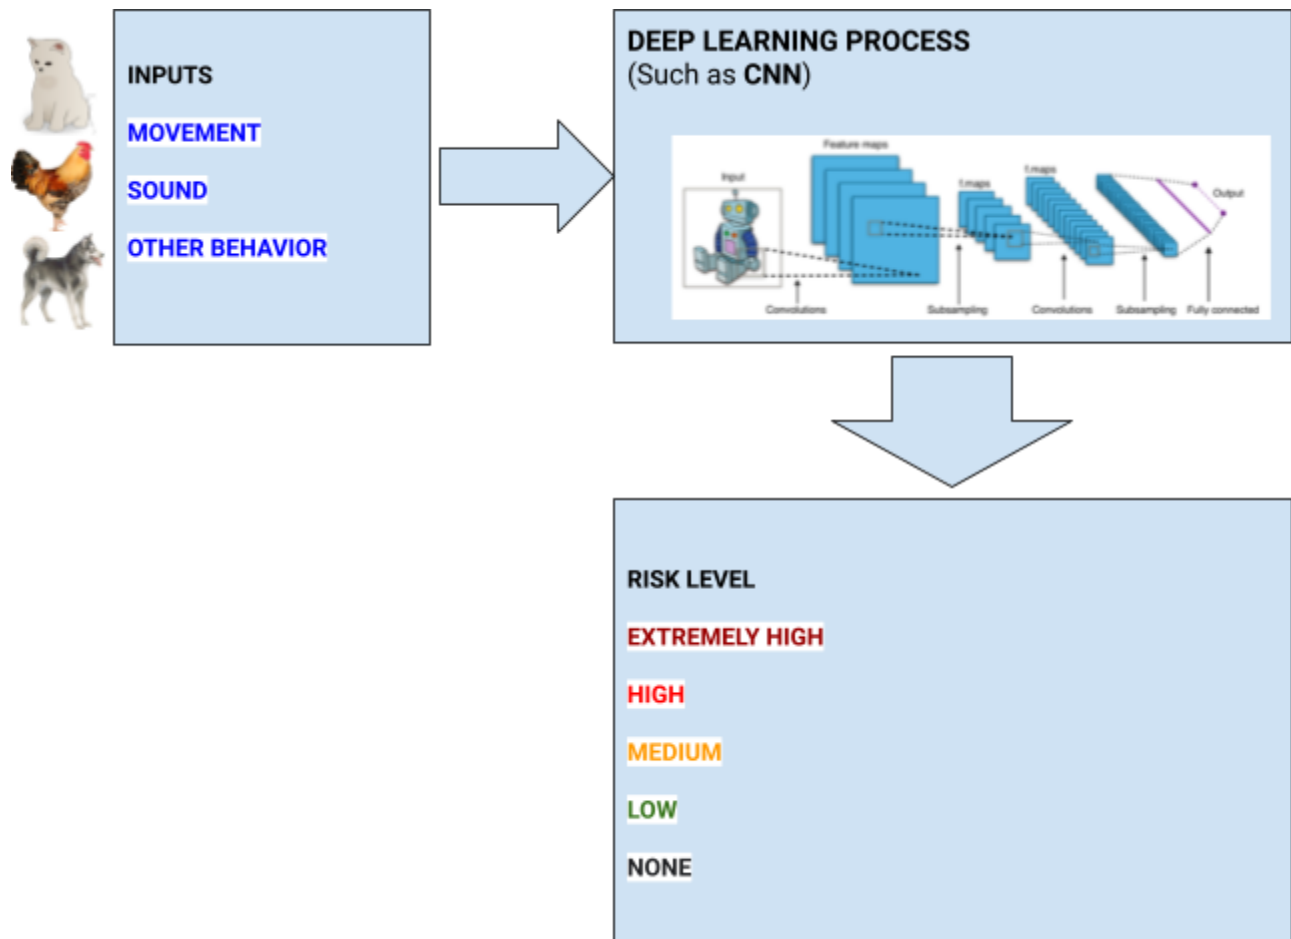 INPUTS
MOVEMENT
SOUND
OTHER BEHAVIOR
DEEP LEARNING PROCESS
(Such as CNN)
Feature maps
Input
f.maps
f.maps
Output
Convolutions
Subsampling
Convolutions
Subsampling
Fully connected
RISK LEVEL
EXTREMELY HIGH
HIGH
MEDIUM
LOW
NONE